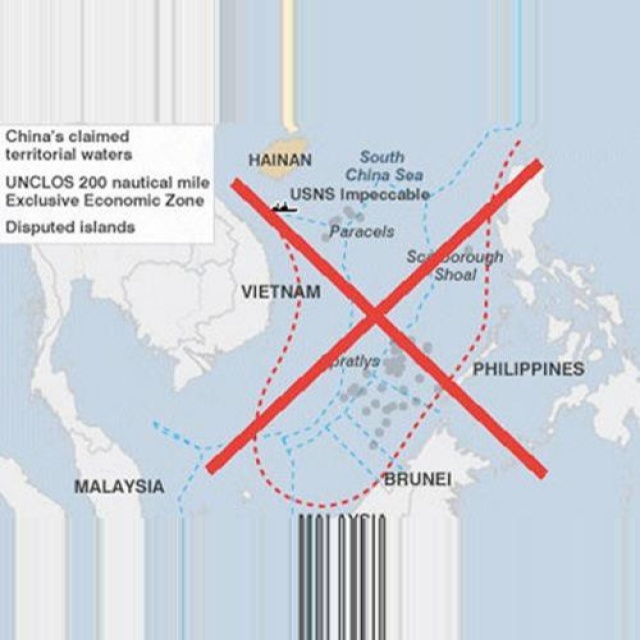 China's claimed
territorial waters
UNCLOS 200 nautical mile
Exclusive Economic Zone
Disputed islands
HAINAN
South
China Sea
USNS Impeccable
Paracels
Scarborough
Shoal
VIETNAM
Spratlys
PHILIPPINES
BRUNEI
MALAYSIA
MALAYSIA